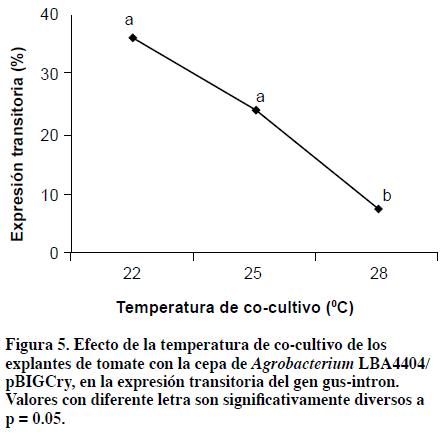 40
30
20
10
0
Expresión transitoria (%)
a
a
b
22 25 28
Temperatura de co-cultivo (⁰C)
Figura 5. Efecto de la temperatura de co-cultivo de los
explantes de tomate con la cepa de Agrobacterium LBA4404/
pBIGCry, en la expresión transitoria del gen gus-intron.
Valores con diferente letra son significativamente diversos a
p = 0.05.